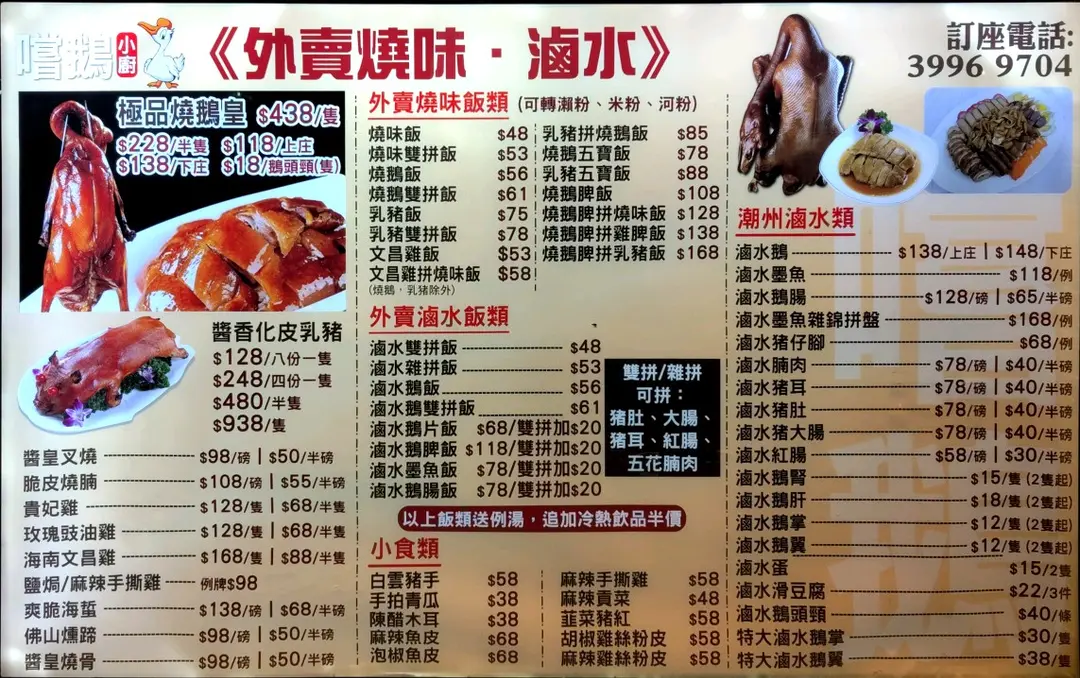 嚐鵝小廚
《外賣燒味·滷水》
訂座電話:
3996 9704
極品燒鵝皇 $438/隻
$228/半隻 $118/上庄
$138/下庄 $18/鵝頭頸(隻)
醬香化皮乳豬
$128/八份一隻
$248/四份一隻
$480/半隻
$938/隻
醬皇叉燒 $98/磅 | $50/半磅
脆皮燒腩 $108/磅 | $55/半磅
貴妃雞 $128/隻 | $68/半隻
玫瑰豉油雞 $128/隻 | $68/半隻
海南文昌雞 $168/隻 | $88/半隻
鹽焗/麻辣手撕雞 例牌$98
爽脆海蜇 $138/磅 | $68/半磅
佛山燻蹄 $98/磅 | $50/半磅
醬皇燒骨 $98/磅 | $50/半磅
外賣燒味飯類 (可轉瀨粉、米粉、河粉)
燒味飯 $48
燒味雙拼飯 $53
燒鵝飯 $56
燒鵝雙拼飯 $61
乳豬飯 $75
乳豬雙拼飯 $78
文昌雞飯 $53
文昌雞拼燒味飯 $58
(燒鵝·乳豬除外)
乳豬拼燒鵝飯 $85
燒鵝五寶飯 $78
乳豬五寶飯 $88
燒鵝脾飯 $108
燒鵝脾拼燒味飯 $128
燒鵝脾拼雞脾飯 $138
燒鵝脾拼乳豬飯 $168
外賣滷水飯類
滷水雙拼飯 $48
滷水雜拼飯 $53
滷水鵝飯 $56
滷水鵝雙拼飯 $61
滷水鵝片飯 $68/雙拼加$20
滷水鵝脾飯 $118/雙拼加$20
滷水墨魚飯 $78/雙拼加$20
滷水鵝腸飯 $78/雙拼加$20
雙拼/雜拼
可拼：
豬肚、大腸、
豬耳、紅腸、
五花腩肉
以上飯類送例湯，追加冷熱飲品半價
小食類
白雲豬手 $58
手拍青瓜 $38
陳醋木耳 $38
麻辣魚皮 $68
泡椒魚皮 $68
麻辣手撕雞 $58
麻辣貢菜 $48
韮菜豬紅 $58
胡椒雞絲粉皮 $58
麻辣雞絲粉皮 $58
潮州滷水類
滷水鵝 $138/上庄 | $148/下庄
滷水墨魚 $118/例
滷水鵝腸 $128/磅 | $65/半磅
滷水墨魚雜錦拼盤 $168/例
滷水豬仔腳 $68/例
滷水腩肉 $78/磅 | $40/半磅
滷水豬耳 $78/磅 | $40/半磅
滷水豬肚 $78/磅 | $40/半磅
滷水豬大腸 $78/磅 | $40/半磅
滷水紅腸 $58/磅 | $30/半磅
滷水鵝腎 $15/隻 (2隻起)
滷水鵝肝 $18/隻 (2隻起)
滷水鵝掌 $12/隻 (2隻起)
滷水鵝翼 $12/隻 (2隻起)
滷水蛋 $15/2隻
滷水滑豆腐 $22/3件
滷水鵝頭頸 $40/條
特大滷水鵝掌 $30/隻
特大滷水鵝翼 $38/隻